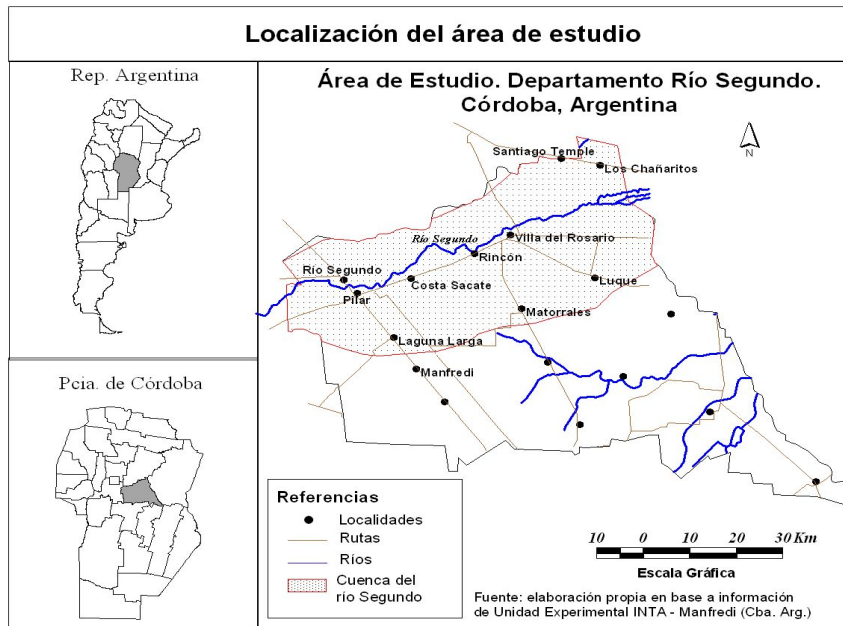 Localización del área de estudio
Rep. Argentina
Pcia. de Córdoba
Área de Estudio. Departamento Río Segundo.
Córdoba, Argentina
N
Santiago Temple
Los Chañaritos
Río Segundo
Villa del Rosario
Rincón
Río Segundo
Costa Sacate
Luque
Pilar
Matorrales
Laguna Larga
Manfredi
Referencias
Localidades
Rutas
Ríos
Cuenca del
río Segundo
10 0 10 20 30 Km
Escala Gráfica
Fuente: elaboración propia en base a información
de Unidad Experimental INTA - Manfredi (Cba. Arg.)